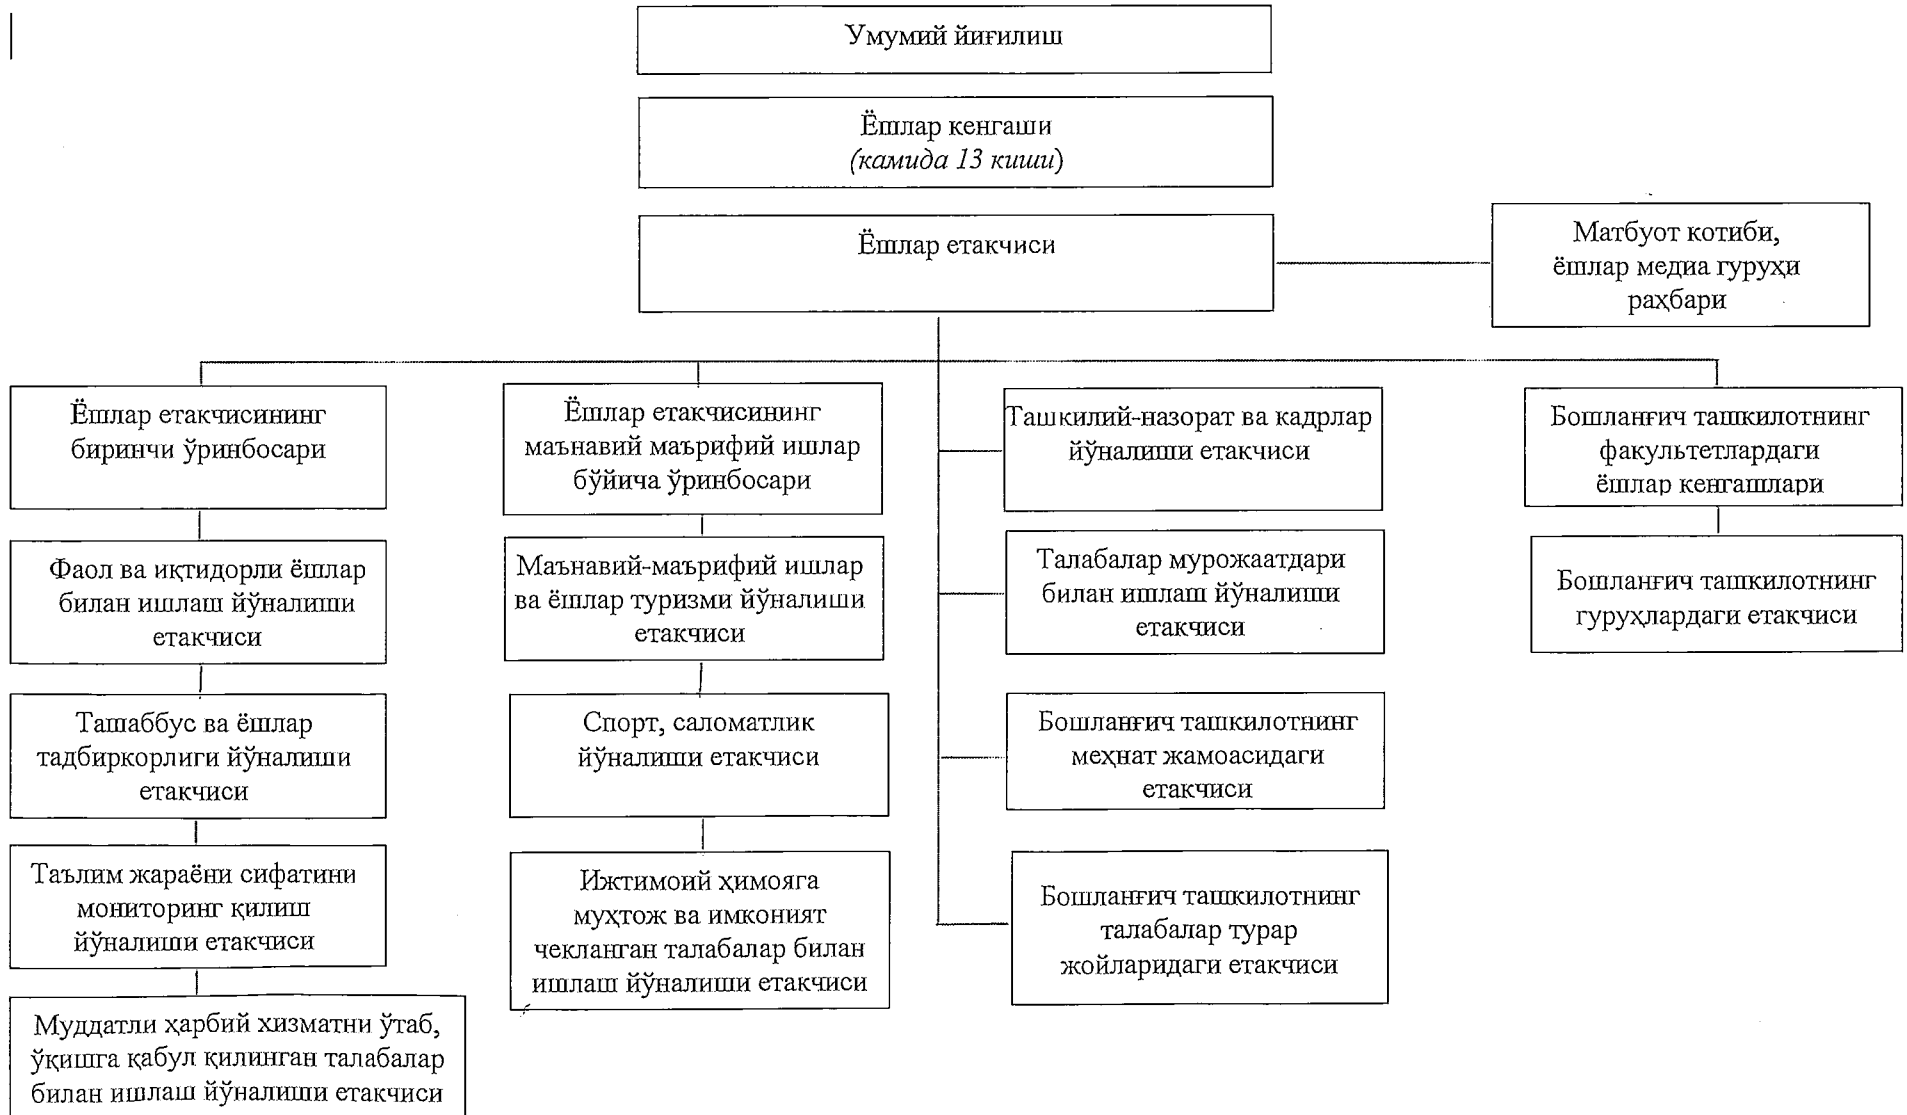 Умумий йиғилиш
Ёшлар кенгаши
(камида 13 киши)
Ёшлар етакчиси
Матбуот котиби,
ёшлар медиа гуруҳи
раҳбари
Ёшлар етакчисининг
биринчи ўринбосари
Фаол ва иқтидорли ёшлар
билан ишлаш йўналиши
етакчиси
Ташаббус ва ёшлар
тадбиркорлиги йўналиши
етакчиси
Таълим жараёни сифатини
мониторинг қилиш
йўналиши етакчиси
Муддатли ҳарбий хизматни ўтаб,
ўқишга қабул қилинган талабалар
билан ишлаш йўналиши етакчиси
Ёшлар етакчисининг
маънавий маърифий ишлар
бўйича ўринбосари
Маънавий-маърифий ишлар
ва ёшлар туризми йўналиши
етакчиси
Спорт, саломатлик
йўналиши етакчиси
Ижтимоий ҳимояга
муҳтож ва имконият
чекланган талабалар билан
ишлаш йўналиши етакчиси
Ташкилий-назорат ва кадрлар
йўналиши етакчиси
Талабалар мурожаатдари
билан ишлаш йўналиши
етакчиси
Бошланғич ташкилотнинг
меҳнат жамоасидаги
етакчиси
Бошланғич ташкилотнинг
талабалар турар
жойларидаги етакчиси
Бошланғич ташкилотнинг
факультетлардаги
ёшлар кенгашлари
Бошланғич ташкилотнинг
гуруҳлардаги етакчиси